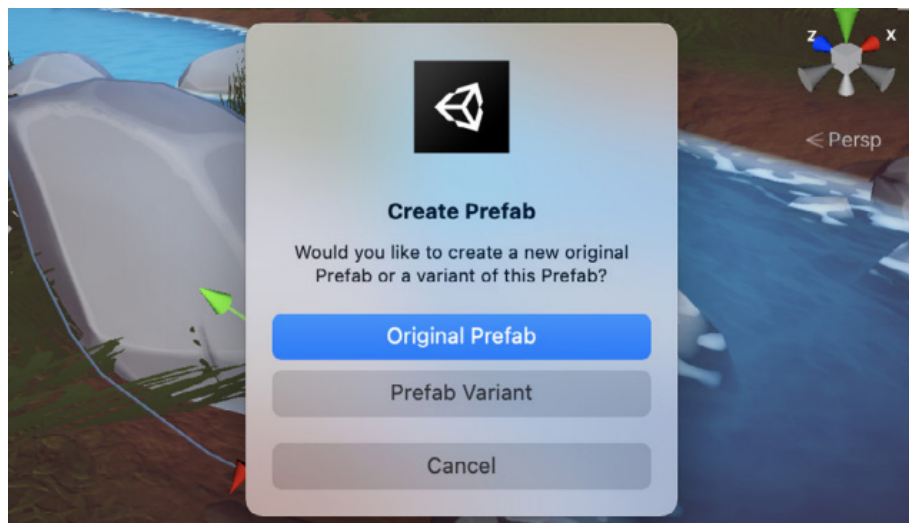 Z
X
< Persp
Create Prefab
Would you like to create a new original
Prefab or a variant of this Prefab?
Original Prefab
Prefab Variant
Cancel